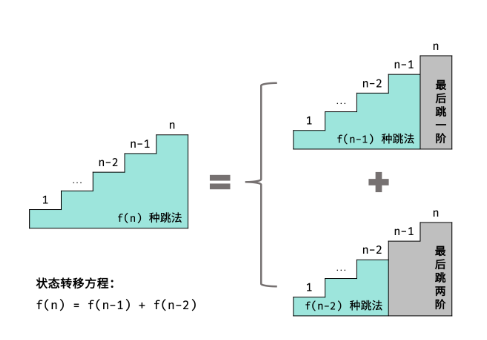 n
n-1
n-2
...
1
f(n) 种跳法
=
n
n-1
n-2
...
1
f(n-1) 种跳法
最后跳一阶
+
n
n-1
n-2
...
1
f(n-2) 种跳法
最后跳两阶
状态转移方程：
f(n) = f(n-1) + f(n-2)